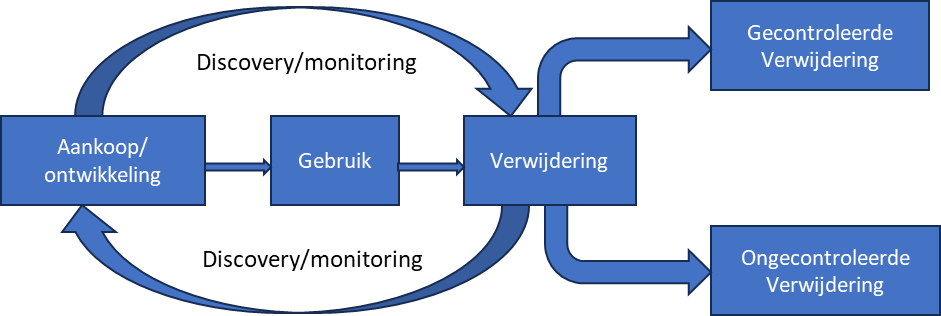 Gecontroleerde
Verwijdering
Discovery/monitoring
Aankoop/
ontwikkeling
Gebruik
Verwijdering
Discovery/monitoring
Ongecontroleerde
Verwijdering